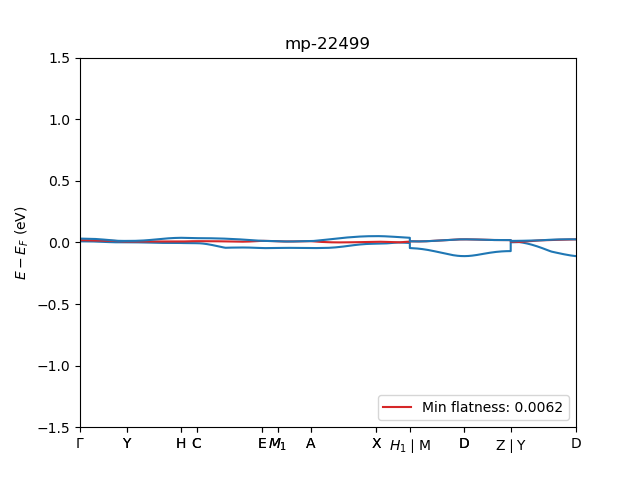 mp-22499
1.5
1.0
0.5
0.0
−0.5
−1.0
−1.5
E − E_F (eV)
Min flatness: 0.0062
Γ Y H C E M₁ A X H₁ | M D Z | Y D